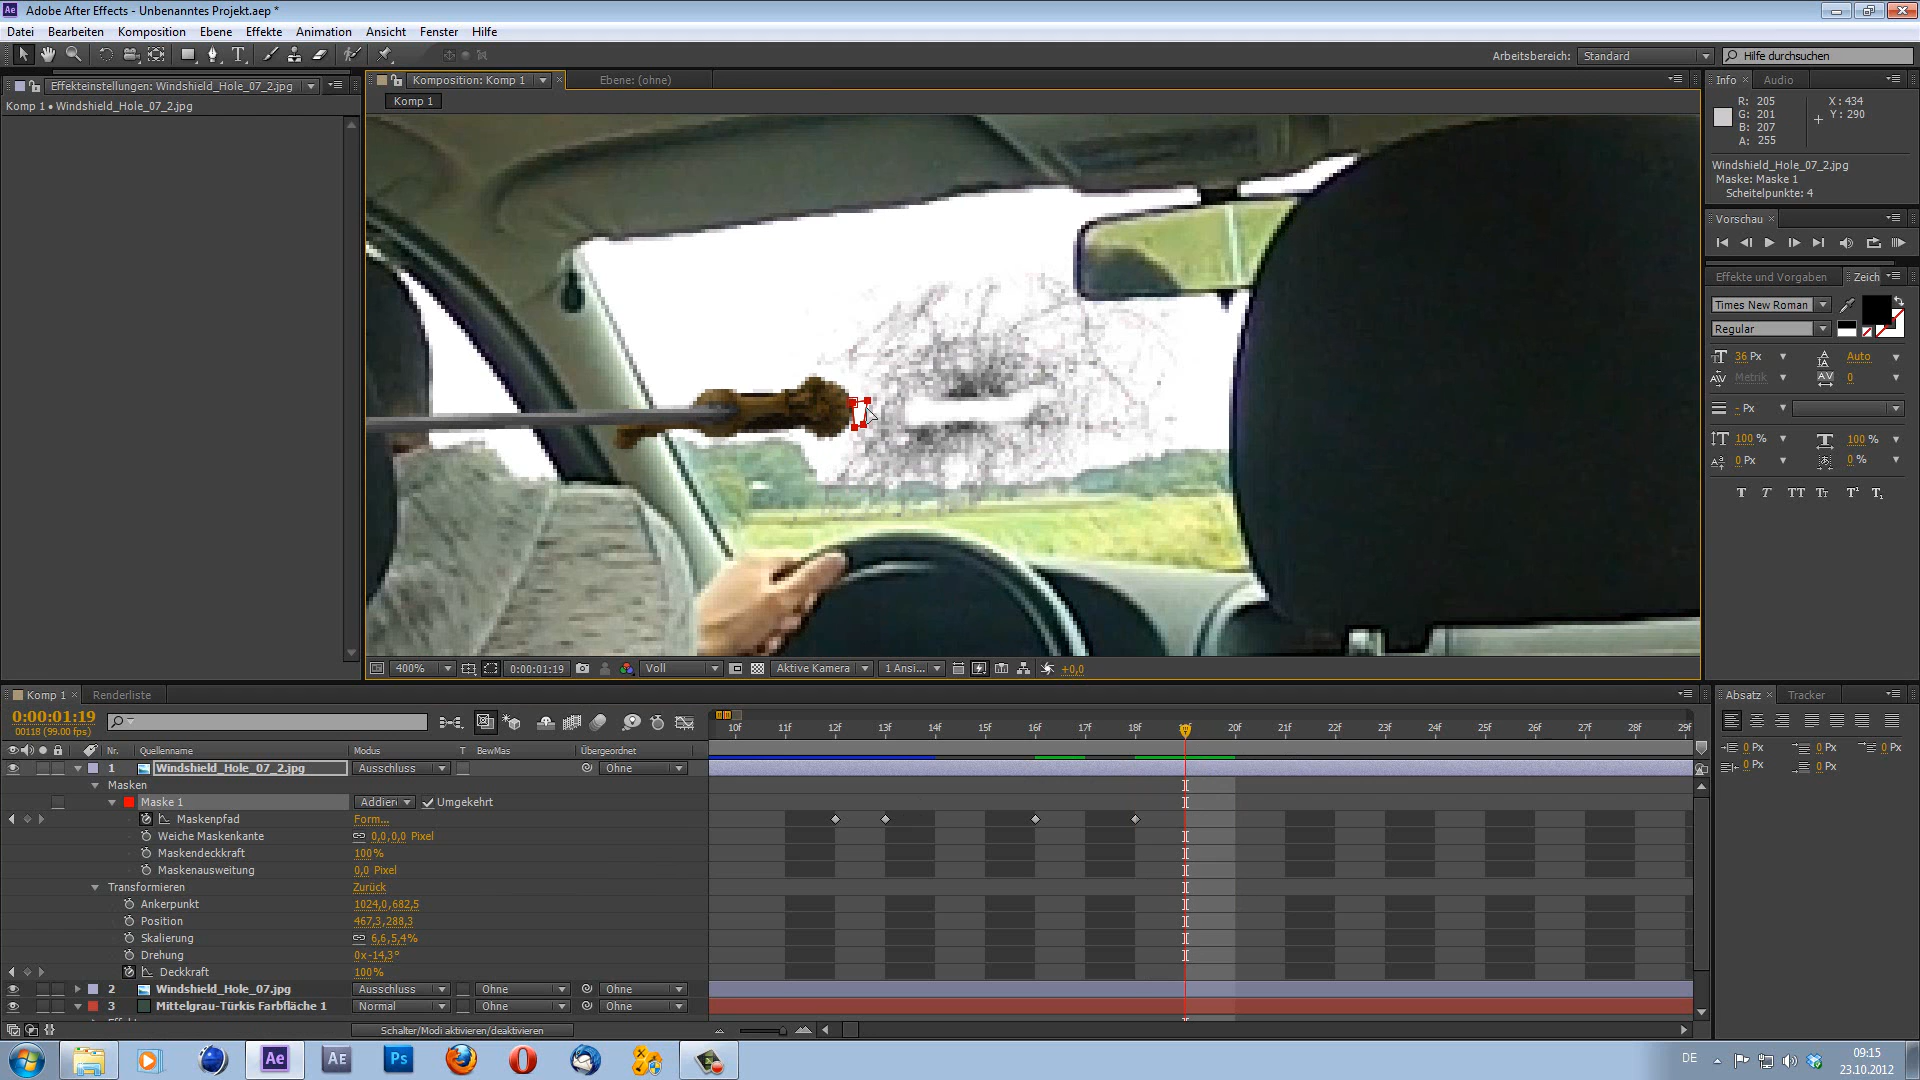 Adobe After Effects - Unbenanntes Projekt.aep *
Datei Bearbeiten Komposition Ebene Effekte Animation Ansicht Fenster Hilfe
Arbeitsbereich: Standard Hilfe durchsuchen
Effekteinstellungen: Windshield_Hole_07_2.jpg
Komp 1 • Windshield_Hole_07_2.jpg
Komposition: Komp 1
Ebene: (ohne)
Komp 1
Info Audio
R: 205 X: 434
G: 201 Y: 290
B: 207
A: 255
Windshield_Hole_07_2.jpg
Maske: Maske 1
Scheitelpunkte: 4
Vorschau
Effekte und Vorgaben Zeich
Times New Roman
Regular
36 Px Auto
Metrik 0
- Px
100 % 100 %
0 Px 0 %
T T TT Tr T¹ T₁
400% 0:00:01:19 Voll Aktive Kamera 1 Ansi... +0,0
Komp 1 Renderliste
0:00:01:19
00118 (99.00 fps)
10f 11f 12f 13f 14f 15f 16f 17f 18f 19f 20f 21f 22f 23f 24f 25f 26f 27f 28f 29f
Nr. Quellenname Modus T BewMas Übergeordnet
1 Windshield_Hole_07_2.jpg Ausschluss Ohne
Masken
Maske 1 Addier Umgekehrt
Maskenpfad Form...
Weiche Maskenkante 0,0,0,0 Pixel
Maskendeckkraft 100%
Maskenausweitung 0,0 Pixel
Transformieren Zurück
Ankerpunkt 1024,0,682,5
Position 467,3,288,3
Skalierung 6,6,5,4%
Drehung 0x-14,3°
Deckkraft 100%
2 Windshield_Hole_07.jpg Ausschluss Ohne Ohne
3 Mittelgrau-Türkis Farbfläche 1 Normal Ohne Ohne
Schalter/Modi aktivieren/deaktivieren
Absatz Tracker
0 Px 0 Px 0 Px
0 Px 0 Px
Ae AE Ps
DE
09:15
23.10.2012